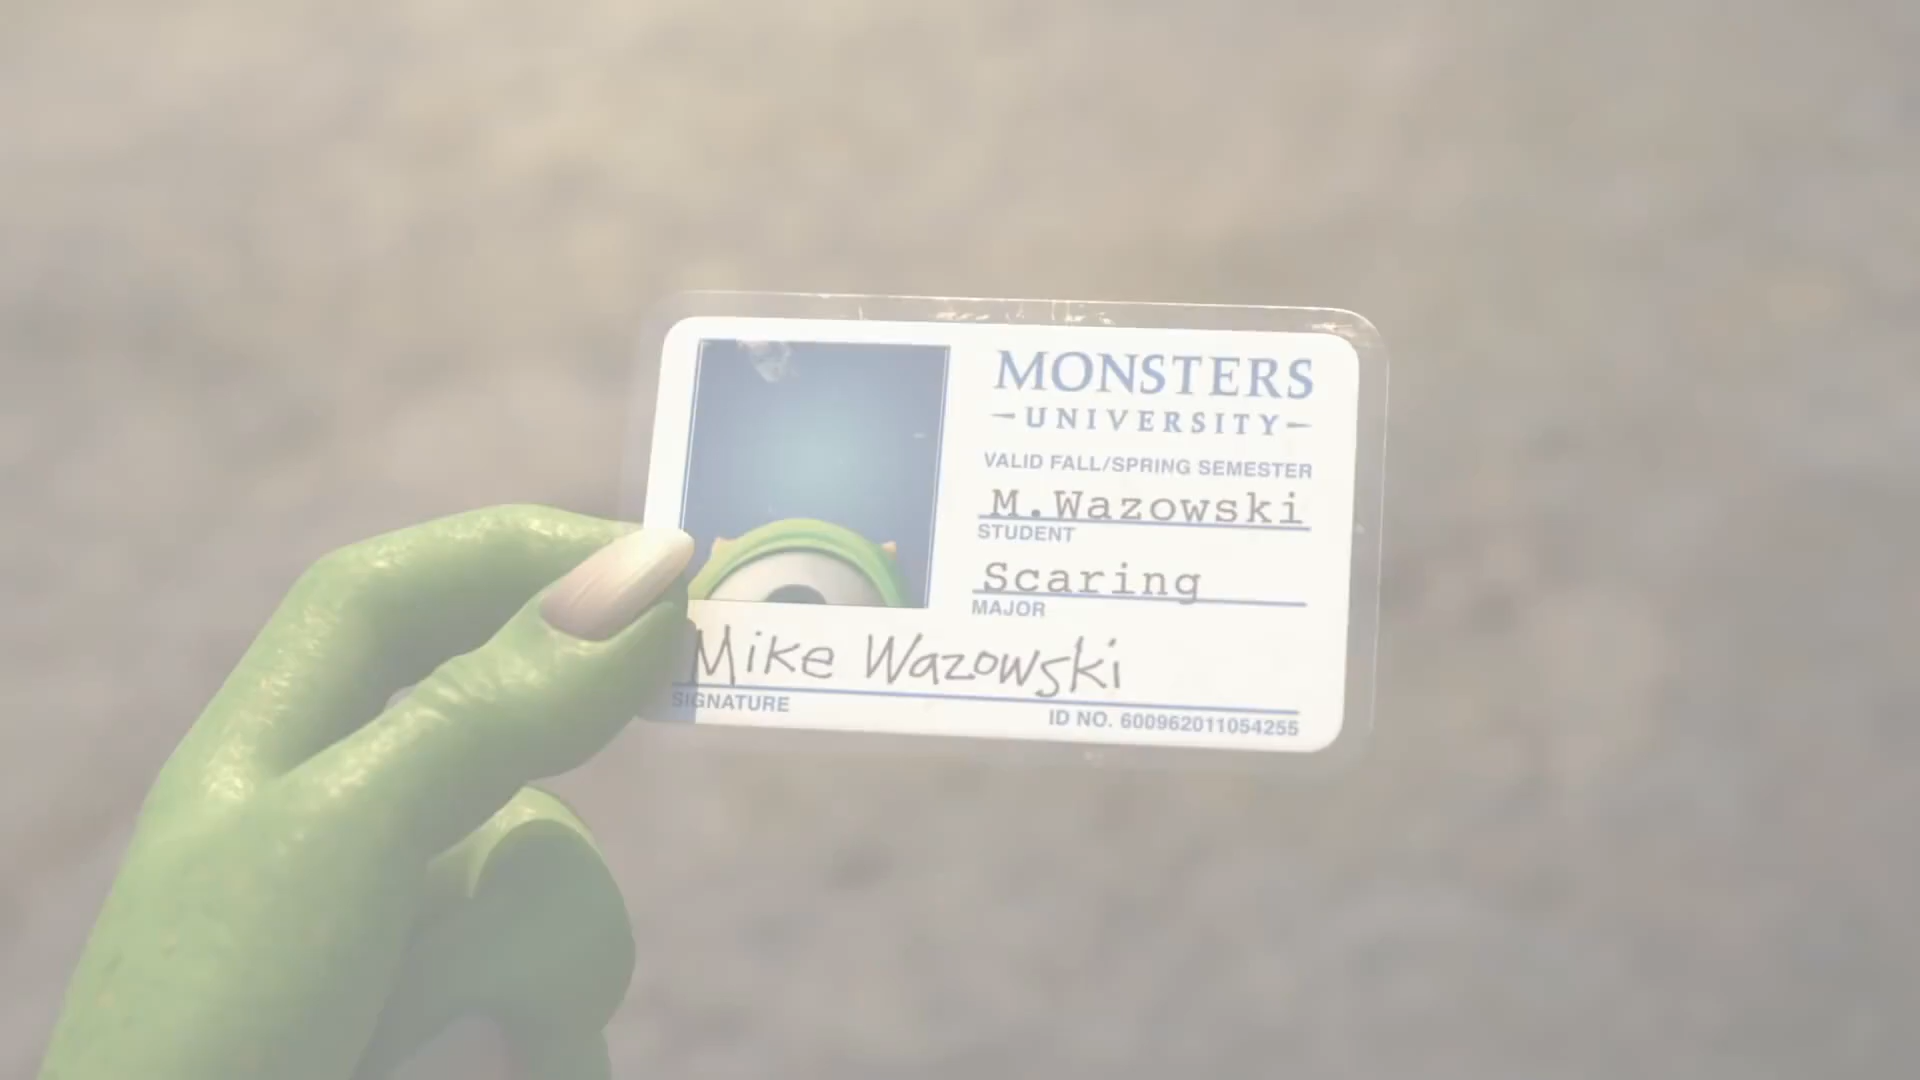 MONSTERS
UNIVERSITY
VALID FALL/SPRING SEMESTER
M.Wazowski
STUDENT
Scaring
MAJOR
Mike Wazowski
SIGNATURE
ID NO. 600962011054255